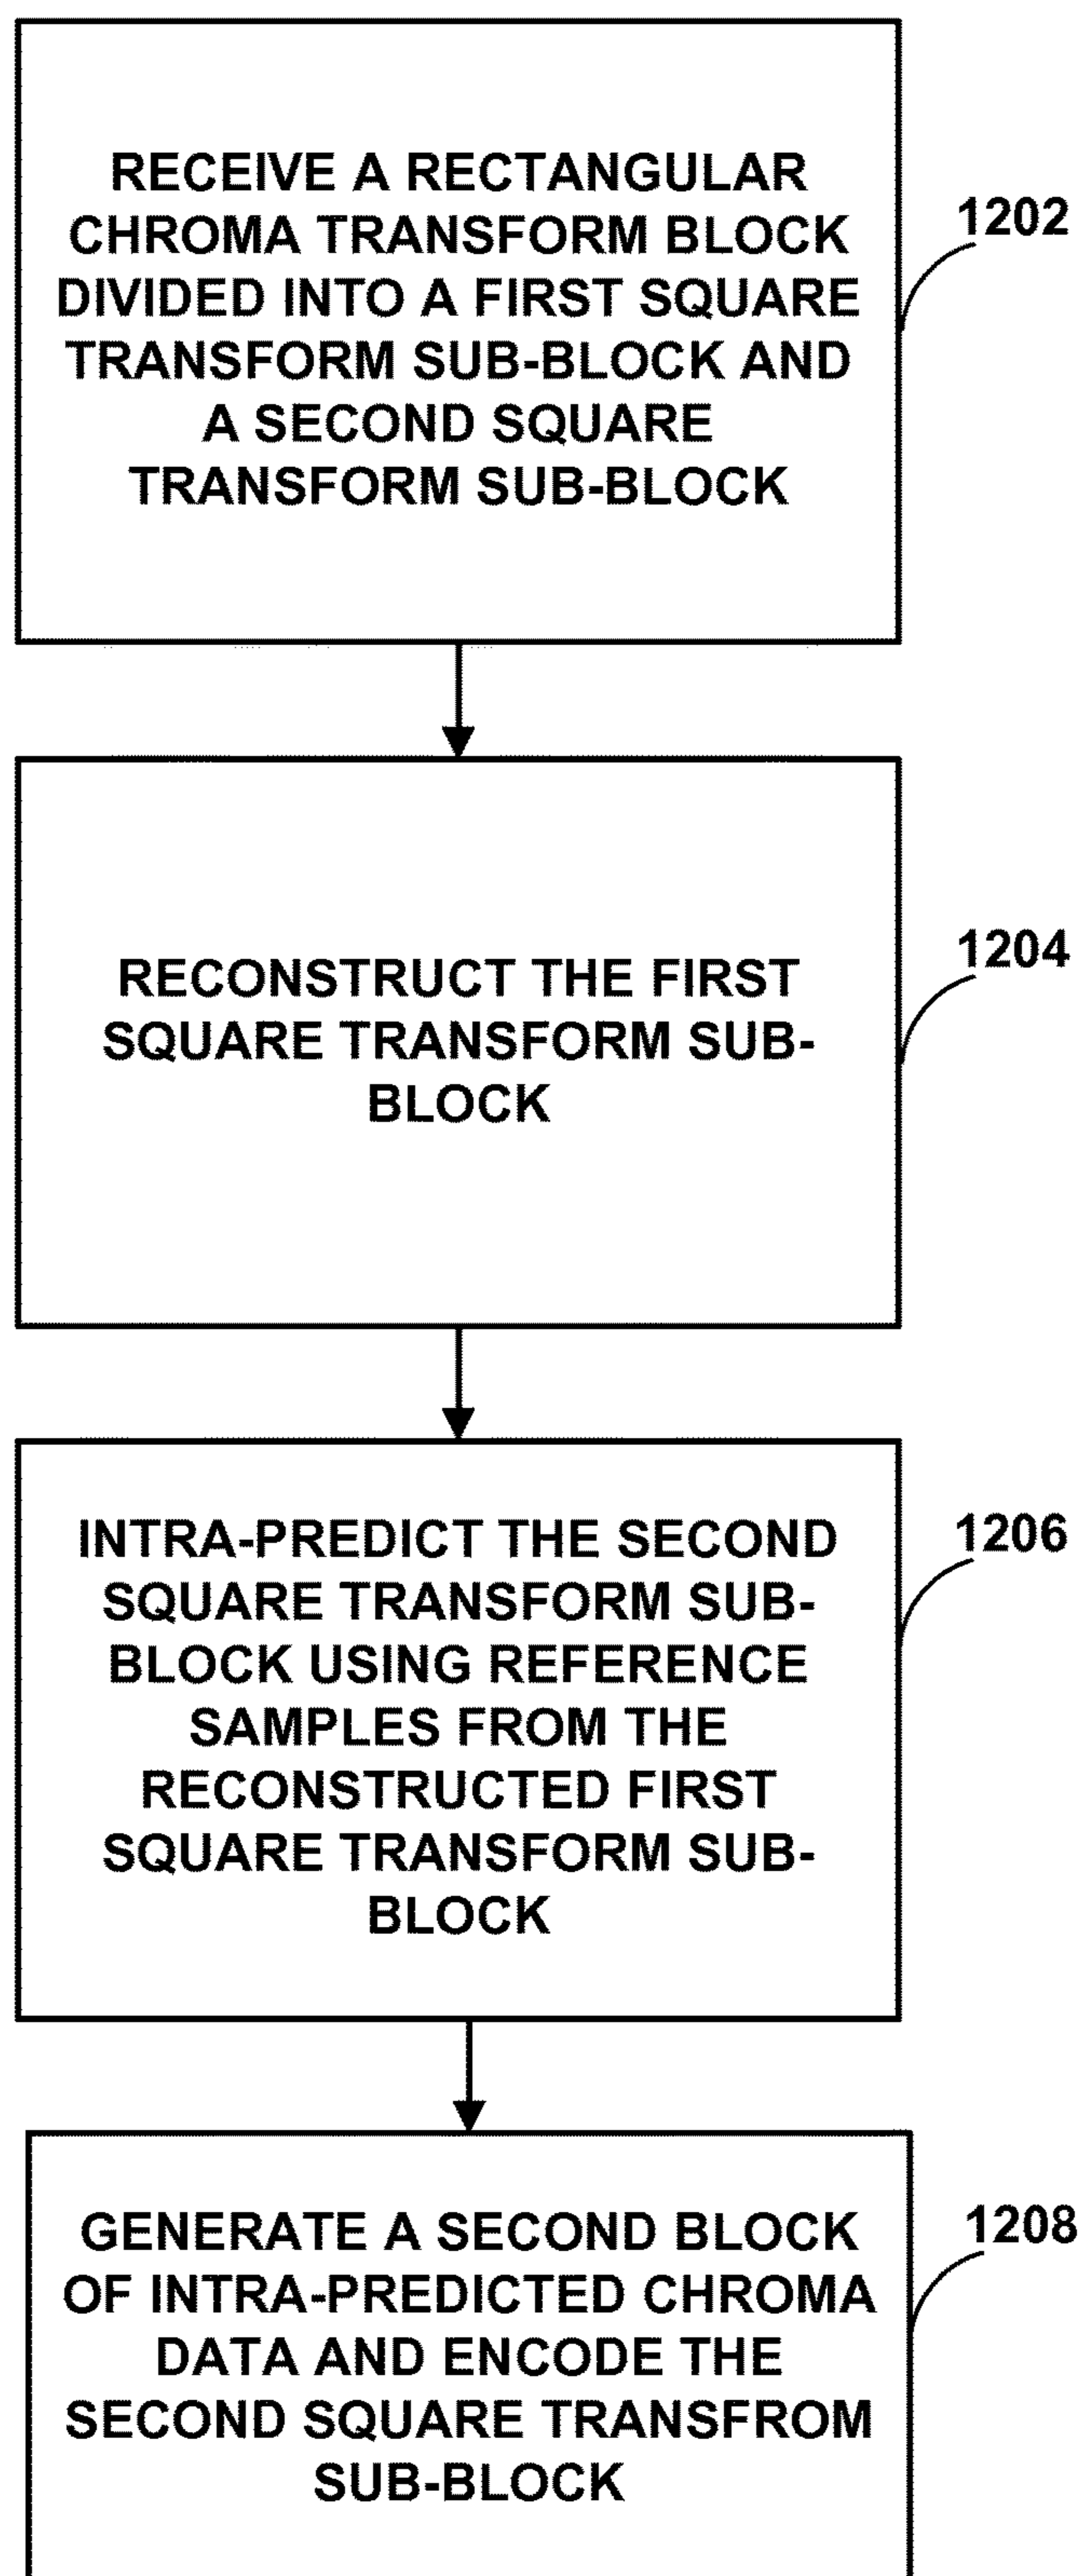 RECEIVE A RECTANGULAR
CHROMA TRANSFORM BLOCK
DIVIDED INTO A FIRST SQUARE
TRANSFORM SUB-BLOCK AND
A SECOND SQUARE
TRANSFORM SUB-BLOCK
1202
RECONSTRUCT THE FIRST
SQUARE TRANSFORM SUB-
BLOCK
1204
INTRA-PREDICT THE SECOND
SQUARE TRANSFORM SUB-
BLOCK USING REFERENCE
SAMPLES FROM THE
RECONSTRUCTED FIRST
SQUARE TRANSFORM SUB-
BLOCK
1206
GENERATE A SECOND BLOCK
OF INTRA-PREDICTED CHROMA
DATA AND ENCODE THE
SECOND SQUARE TRANSFROM
SUB-BLOCK
1208